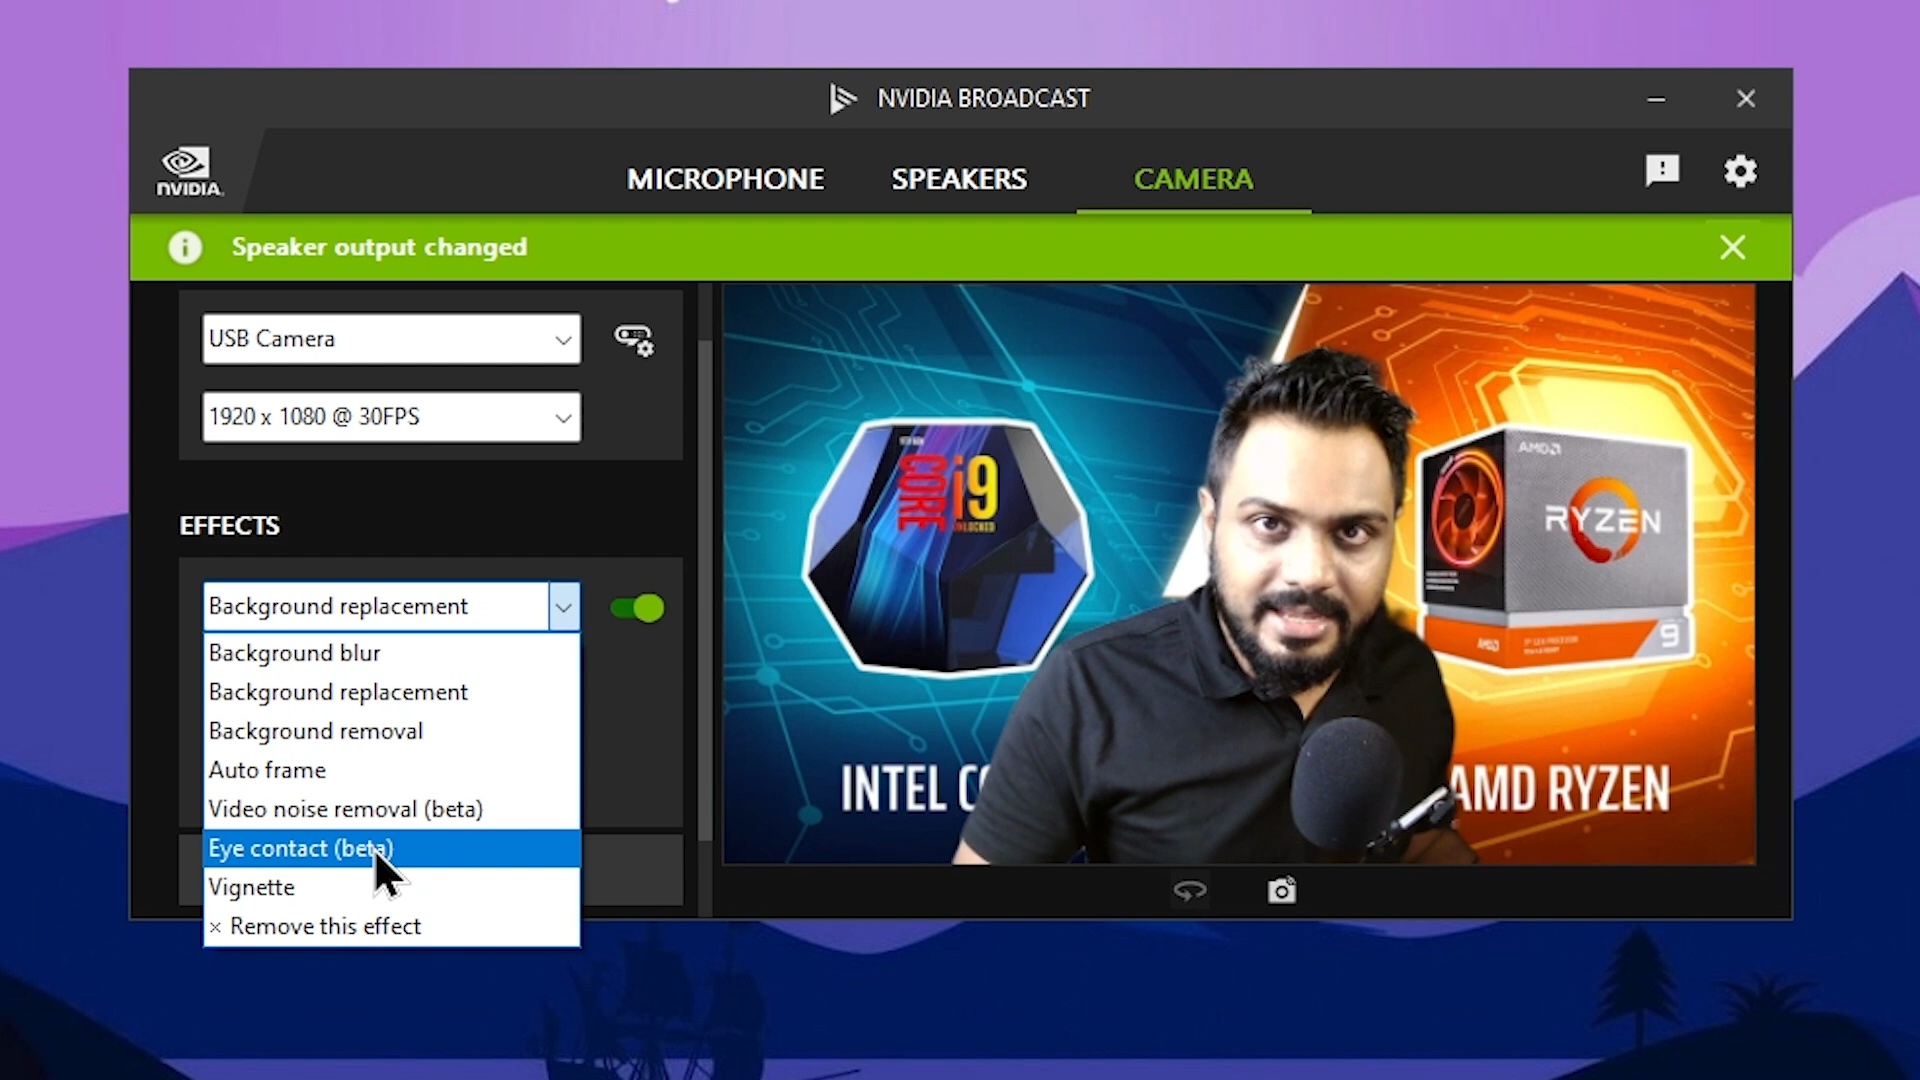 NVIDIA BROADCAST
NVIDIA.
MICROPHONE
SPEAKERS
CAMERA
Speaker output changed
USB Camera
1920 x 1080 @ 30FPS
EFFECTS
Background replacement
Background blur
Background replacement
Background removal
Auto frame
Video noise removal (beta)
Eye contact (beta)
Vignette
× Remove this effect
CORE i9
UNLOCKED
INTEL C
AMD
RYZEN
AMD
9
AMD RYZEN